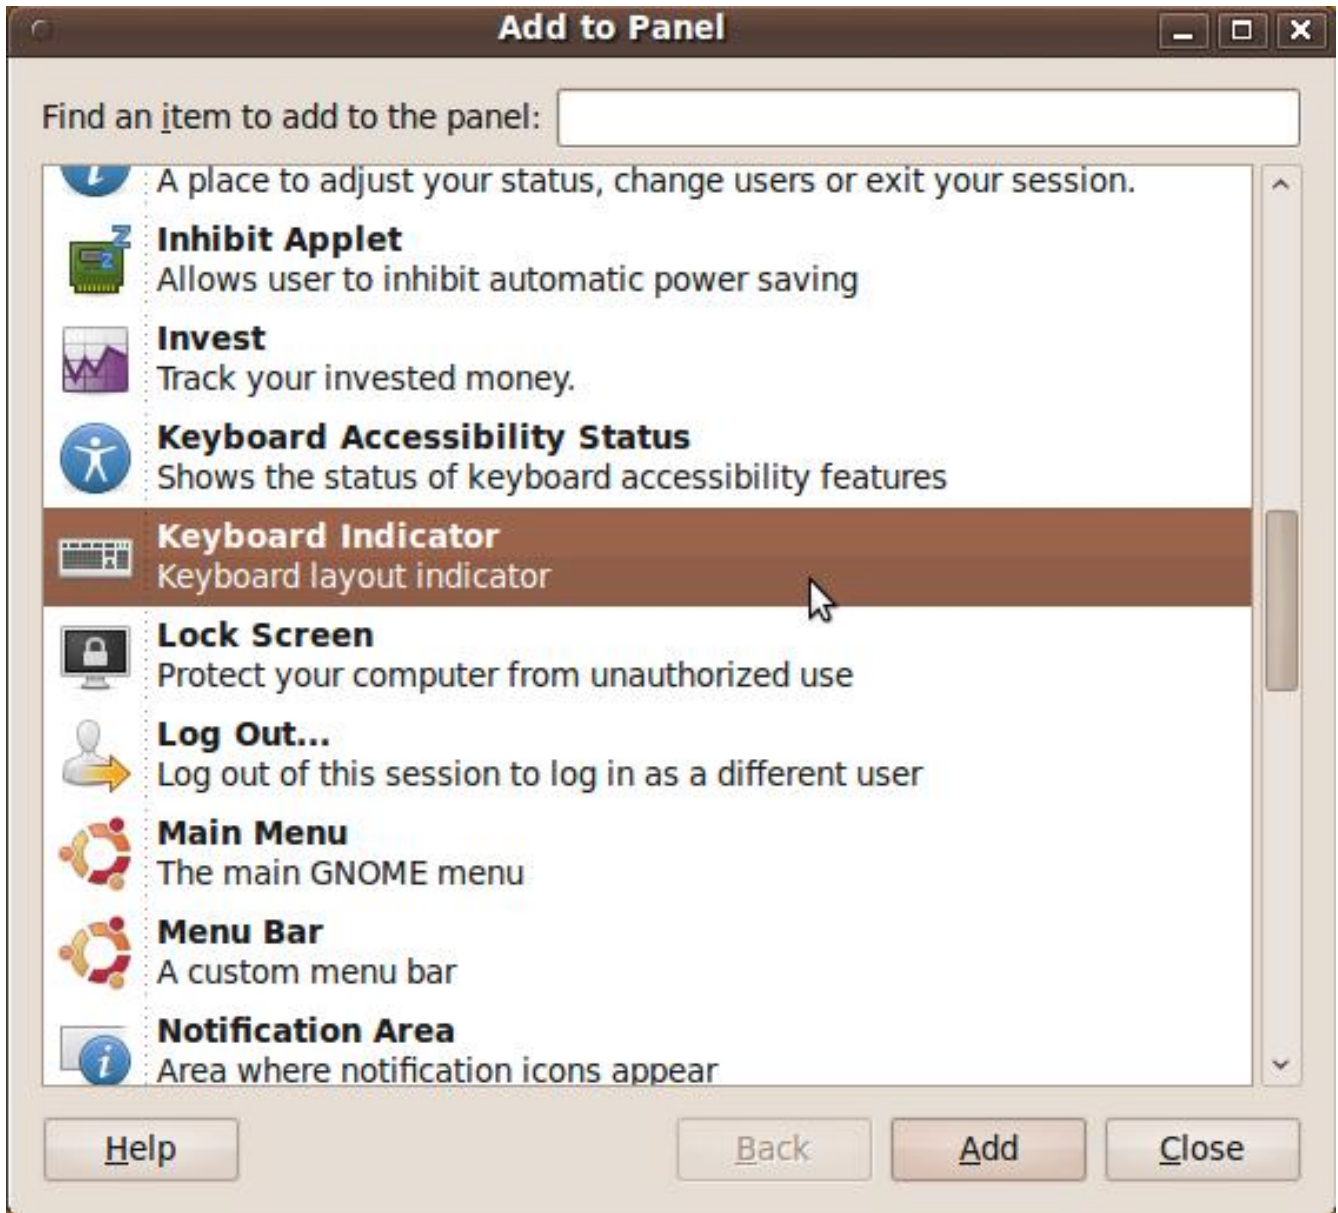 Add to Panel
Find an item to add to the panel:
A place to adjust your status, change users or exit your session.
Inhibit Applet
Allows user to inhibit automatic power saving
Invest
Track your invested money.
Keyboard Accessibility Status
Shows the status of keyboard accessibility features
Keyboard Indicator
Keyboard layout indicator
Lock Screen
Protect your computer from unauthorized use
Log Out...
Log out of this session to log in as a different user
Main Menu
The main GNOME menu
Menu Bar
A custom menu bar
Notification Area
Area where notification icons appear
Help Back Add Close